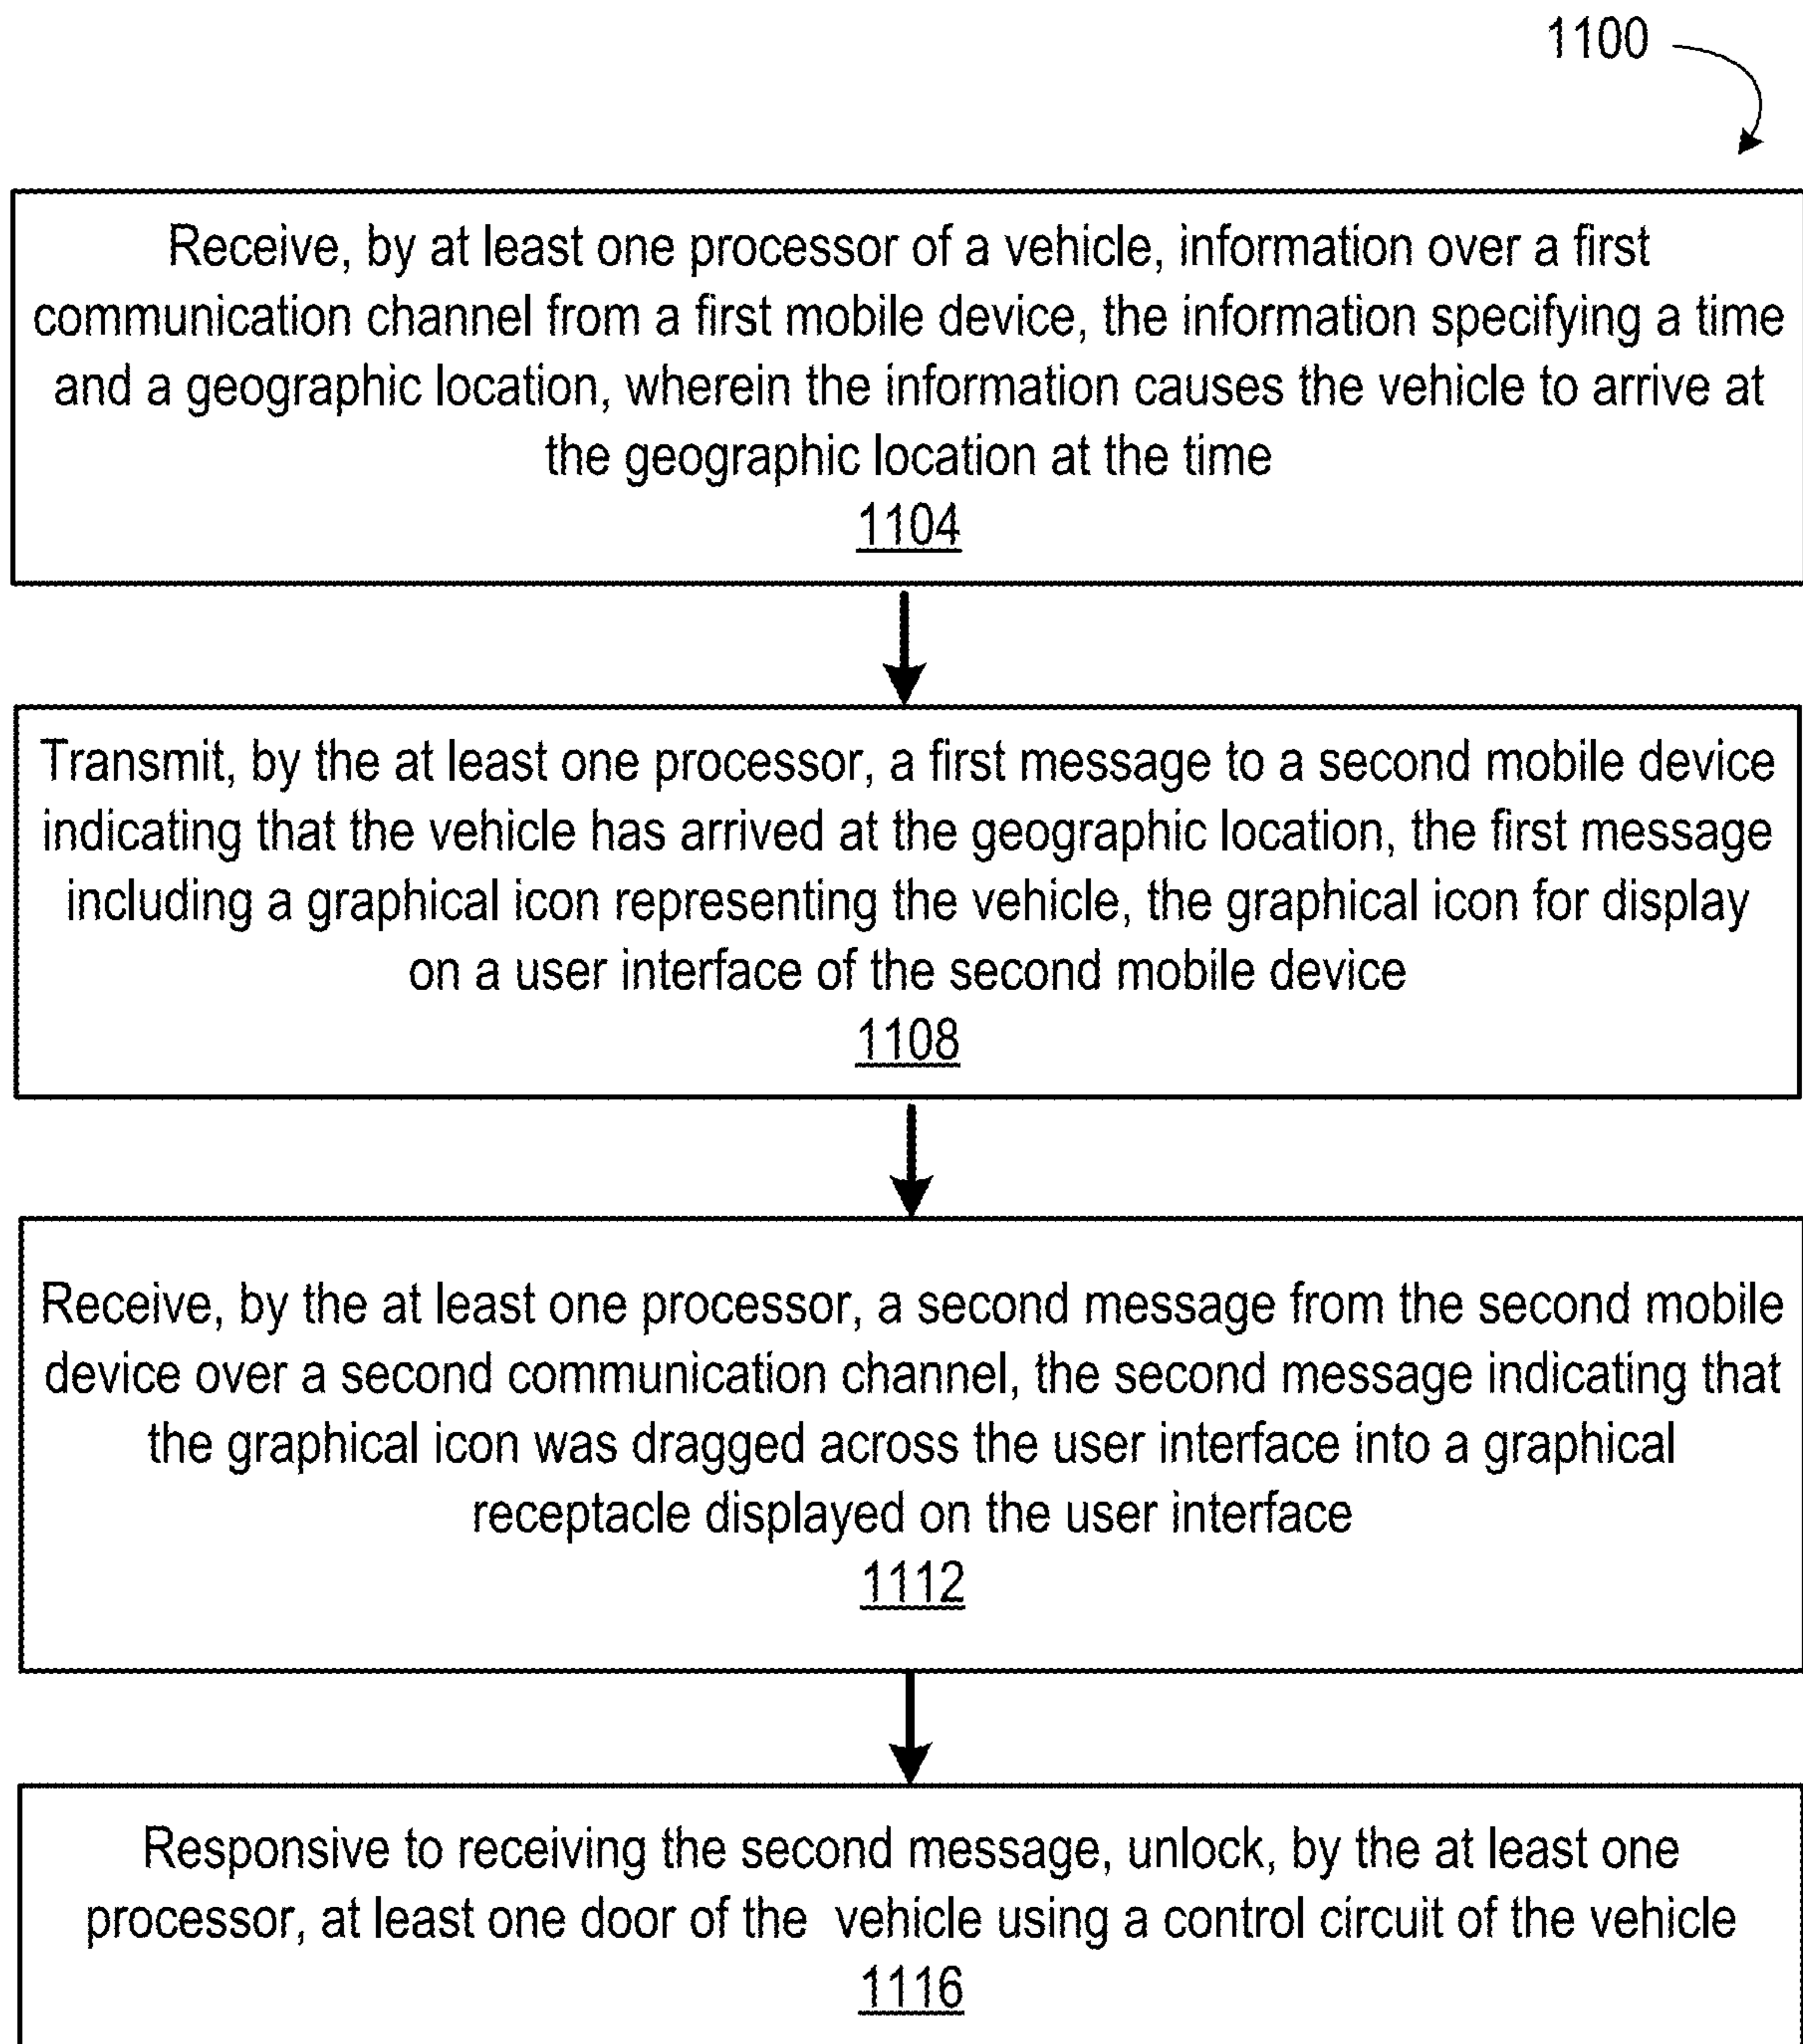 1100
Receive, by at least one processor of a vehicle, information over a first
communication channel from a first mobile device, the information specifying a time
and a geographic location, wherein the information causes the vehicle to arrive at
the geographic location at the time
1104
Transmit, by the at least one processor, a first message to a second mobile device
indicating that the vehicle has arrived at the geographic location, the first message
including a graphical icon representing the vehicle, the graphical icon for display
on a user interface of the second mobile device
1108
Receive, by the at least one processor, a second message from the second mobile
device over a second communication channel, the second message indicating that
the graphical icon was dragged across the user interface into a graphical
receptacle displayed on the user interface
1112
Responsive to receiving the second message, unlock, by the at least one
processor, at least one door of the vehicle using a control circuit of the vehicle
1116